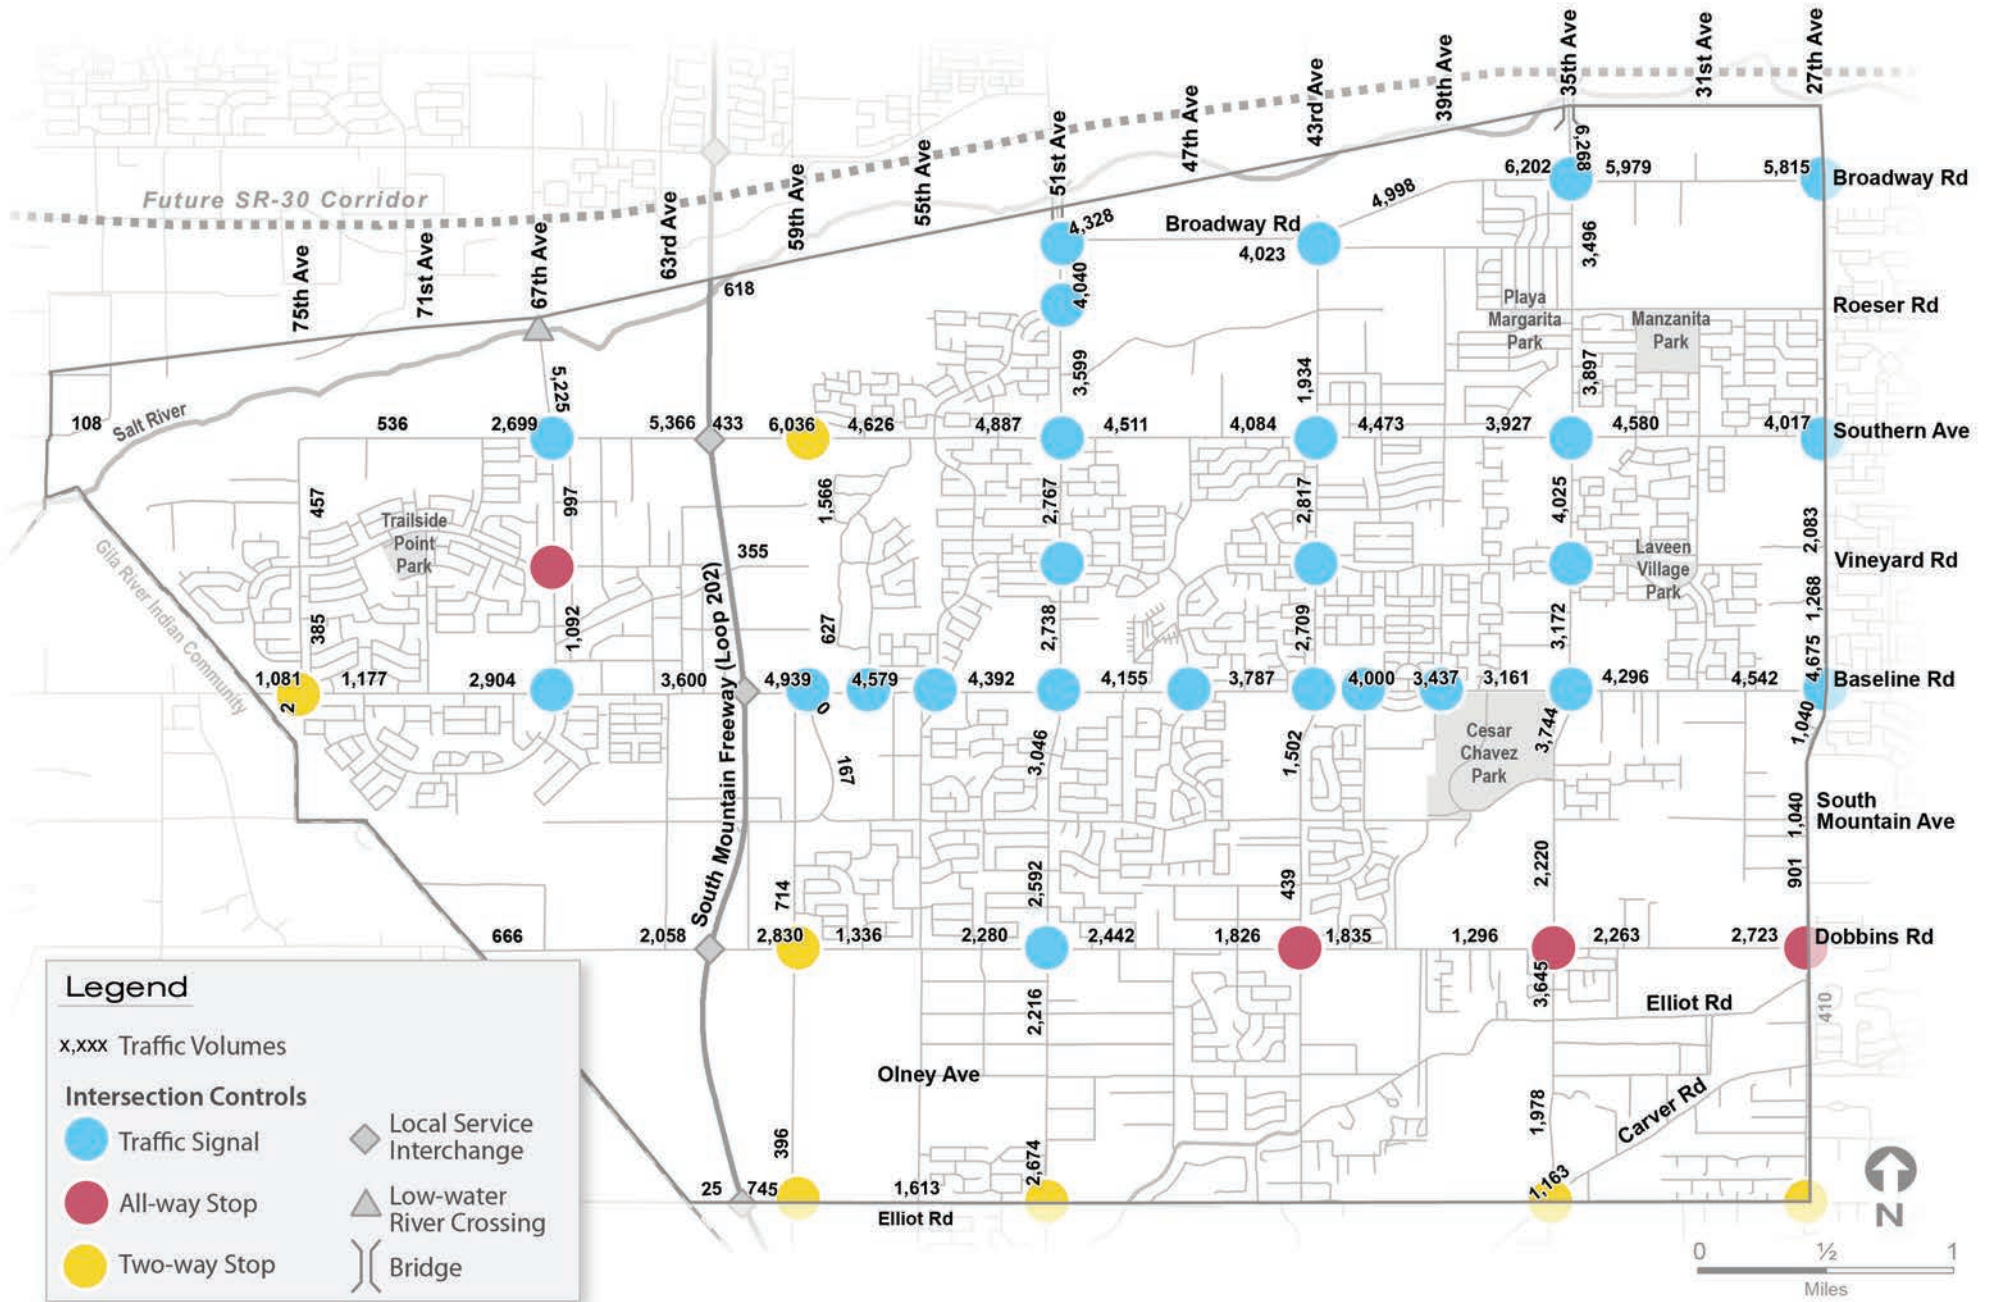 27th Ave
31st Ave
35th Ave
39th Ave
43rd Ave
47th Ave
51st Ave
55th Ave
59th Ave
63rd Ave
67th Ave
71st Ave
75th Ave
Future SR-30 Corridor
6,268
6,202
5,979
5,815
Broadway Rd
4,998
4,328
Broadway Rd
4,023
3,496
4,040
618
Roeser Rd
Playa
Margarita
Park
Manzanita
Park
5,225
3,599
1,934
3,897
108
Salt River
536
2,699
5,366
433
6,036
4,626
4,887
4,511
4,084
4,473
3,927
4,580
4,017
Southern Ave
457
997
1,566
2,767
2,817
4,025
2,083
Trailside
Point
Park
355
Laveen
Village
Park
Vineyard Rd
Gila River Indian Community
385
1,092
627
2,738
2,709
3,172
1,268
South Mountain Freeway (Loop 202)
1,081
2
1,177
2,904
3,600
4,939
0
4,579
4,392
4,155
3,787
4,000
3,437
3,161
4,296
4,542
4,675
Baseline Rd
167
3,046
1,502
Cesar
Chavez
Park
3,744
1,040
1,040
South
Mountain Ave
714
2,592
439
2,220
901
666
2,058
2,830
1,336
2,280
2,442
1,826
1,835
1,296
2,263
2,723
Dobbins Rd
2,216
3,645
Elliot Rd
410
Olney Ave
396
2,674
1,978
Carver Rd
25
745
1,613
1,163
Elliot Rd
Legend
x,xxx Traffic Volumes
Intersection Controls
Traffic Signal
All-way Stop
Two-way Stop
Local Service
Interchange
Low-water
River Crossing
Bridge
N
0 ½ 1
Miles